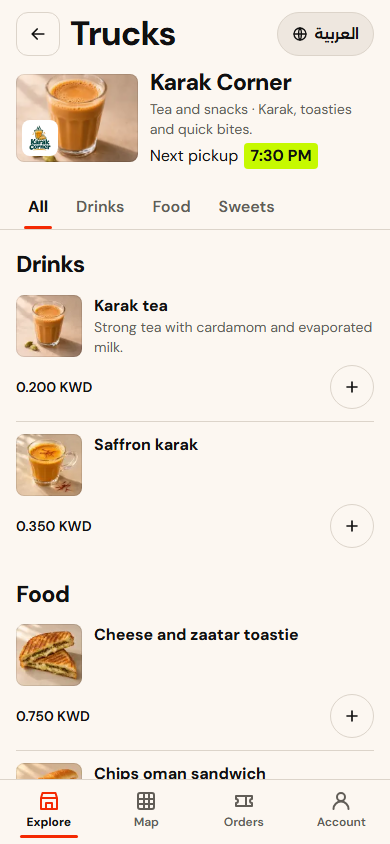 Trucks
العربية
Karak Corner
Karak Corner
Tea and snacks · Karak, toasties
and quick bites.
Next pickup 7:30 PM
All Drinks Food Sweets
Drinks
Karak tea
Strong tea with cardamom and evaporated
milk.
0.200 KWD
Saffron karak
0.350 KWD
Food
Cheese and zaatar toastie
0.750 KWD
Chips oman sandwich
Explore Map Orders Account